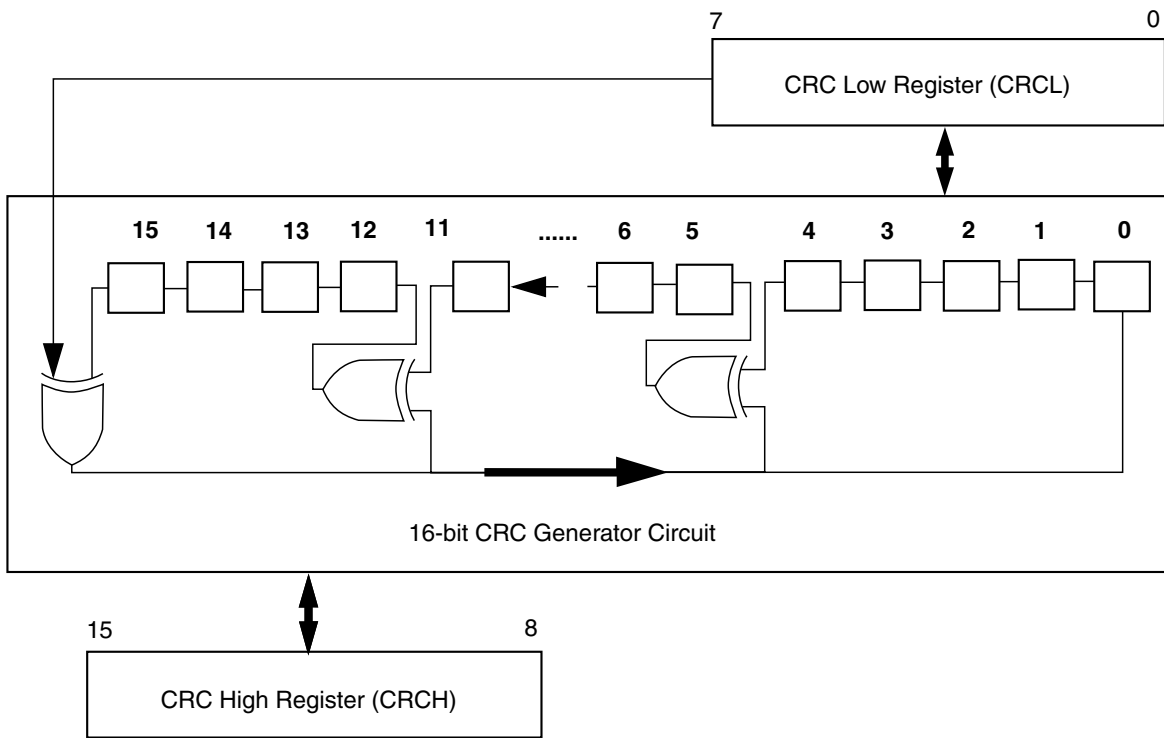 7 0
CRC Low Register (CRCL)
15 14 13 12 11 ...... 6 5 4 3 2 1 0
16-bit CRC Generator Circuit
15 8
CRC High Register (CRCH)